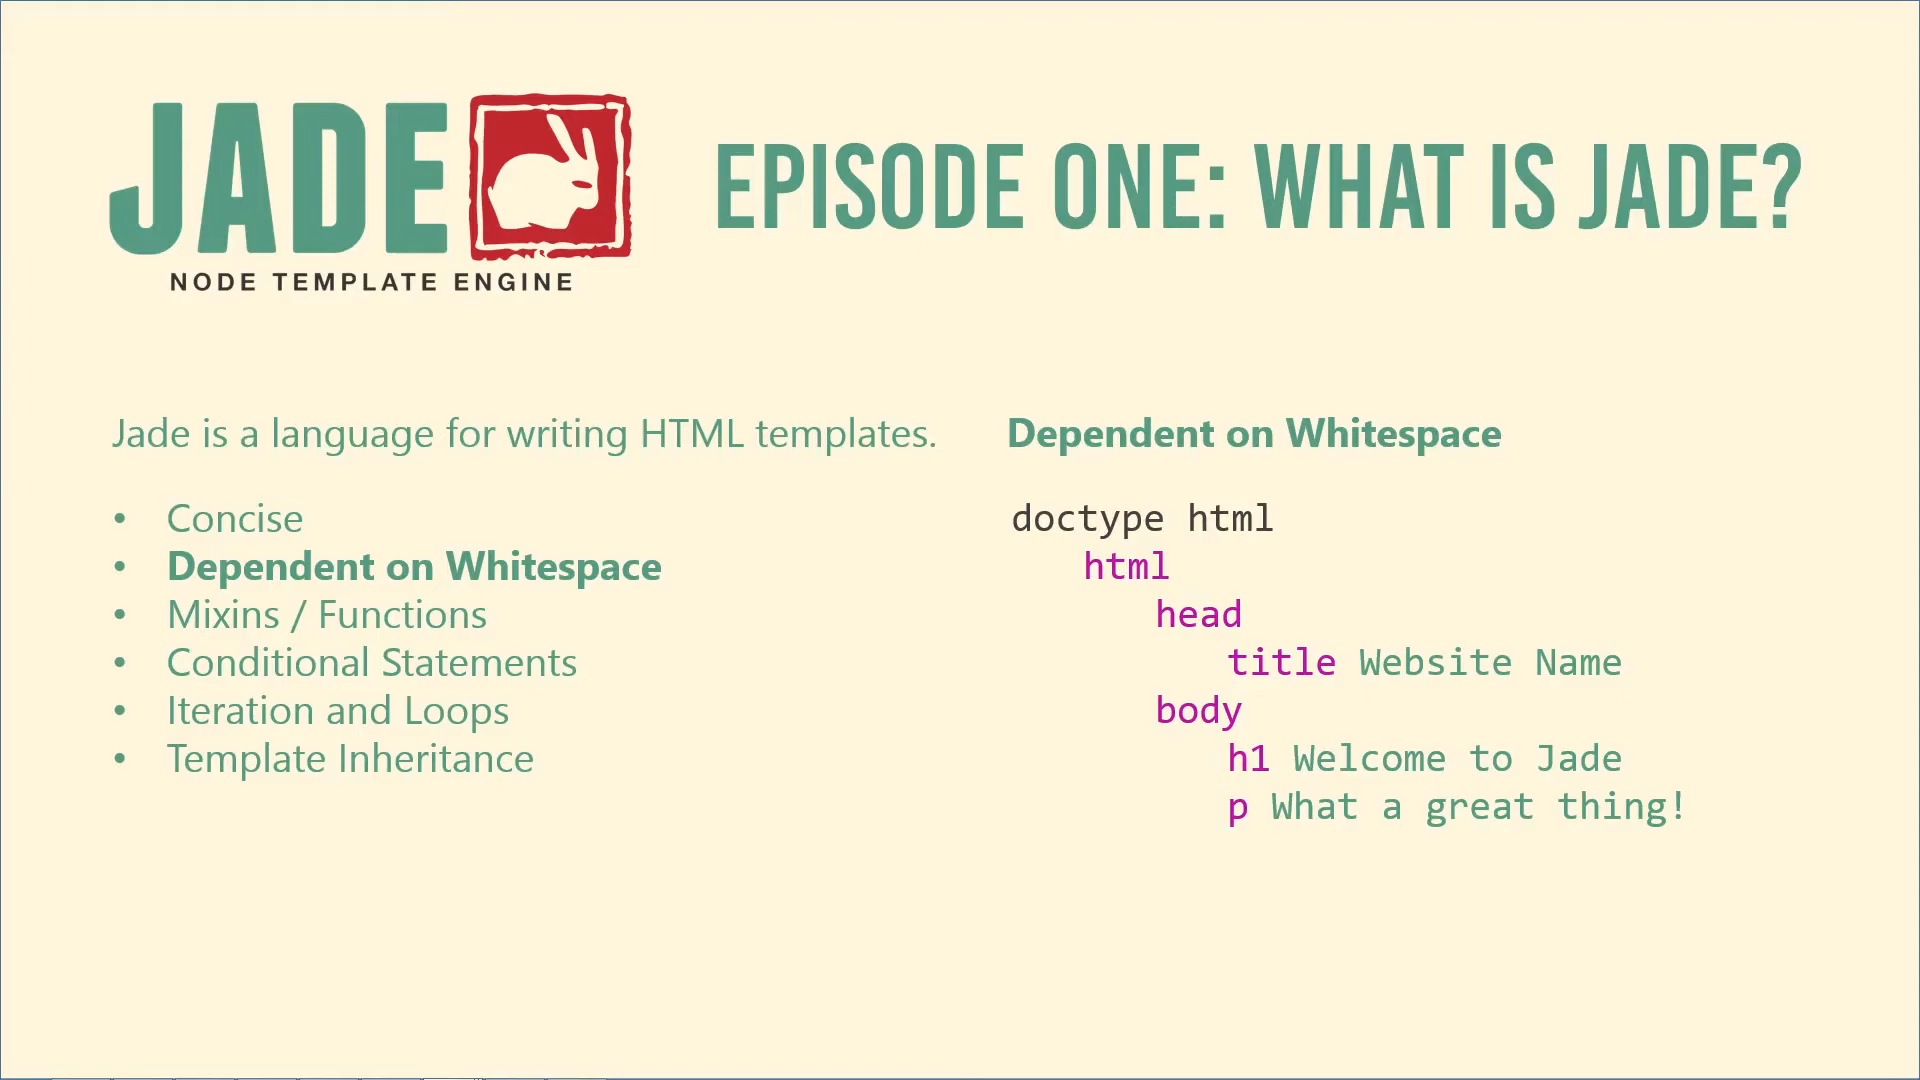 JADE
NODE TEMPLATE ENGINE
EPISODE ONE: WHAT IS JADE?
Jade is a language for writing HTML templates.
• Concise
• Dependent on Whitespace
• Mixins / Functions
• Conditional Statements
• Iteration and Loops
• Template Inheritance
Dependent on Whitespace
doctype html
html
head
title Website Name
body
h1 Welcome to Jade
p What a great thing!